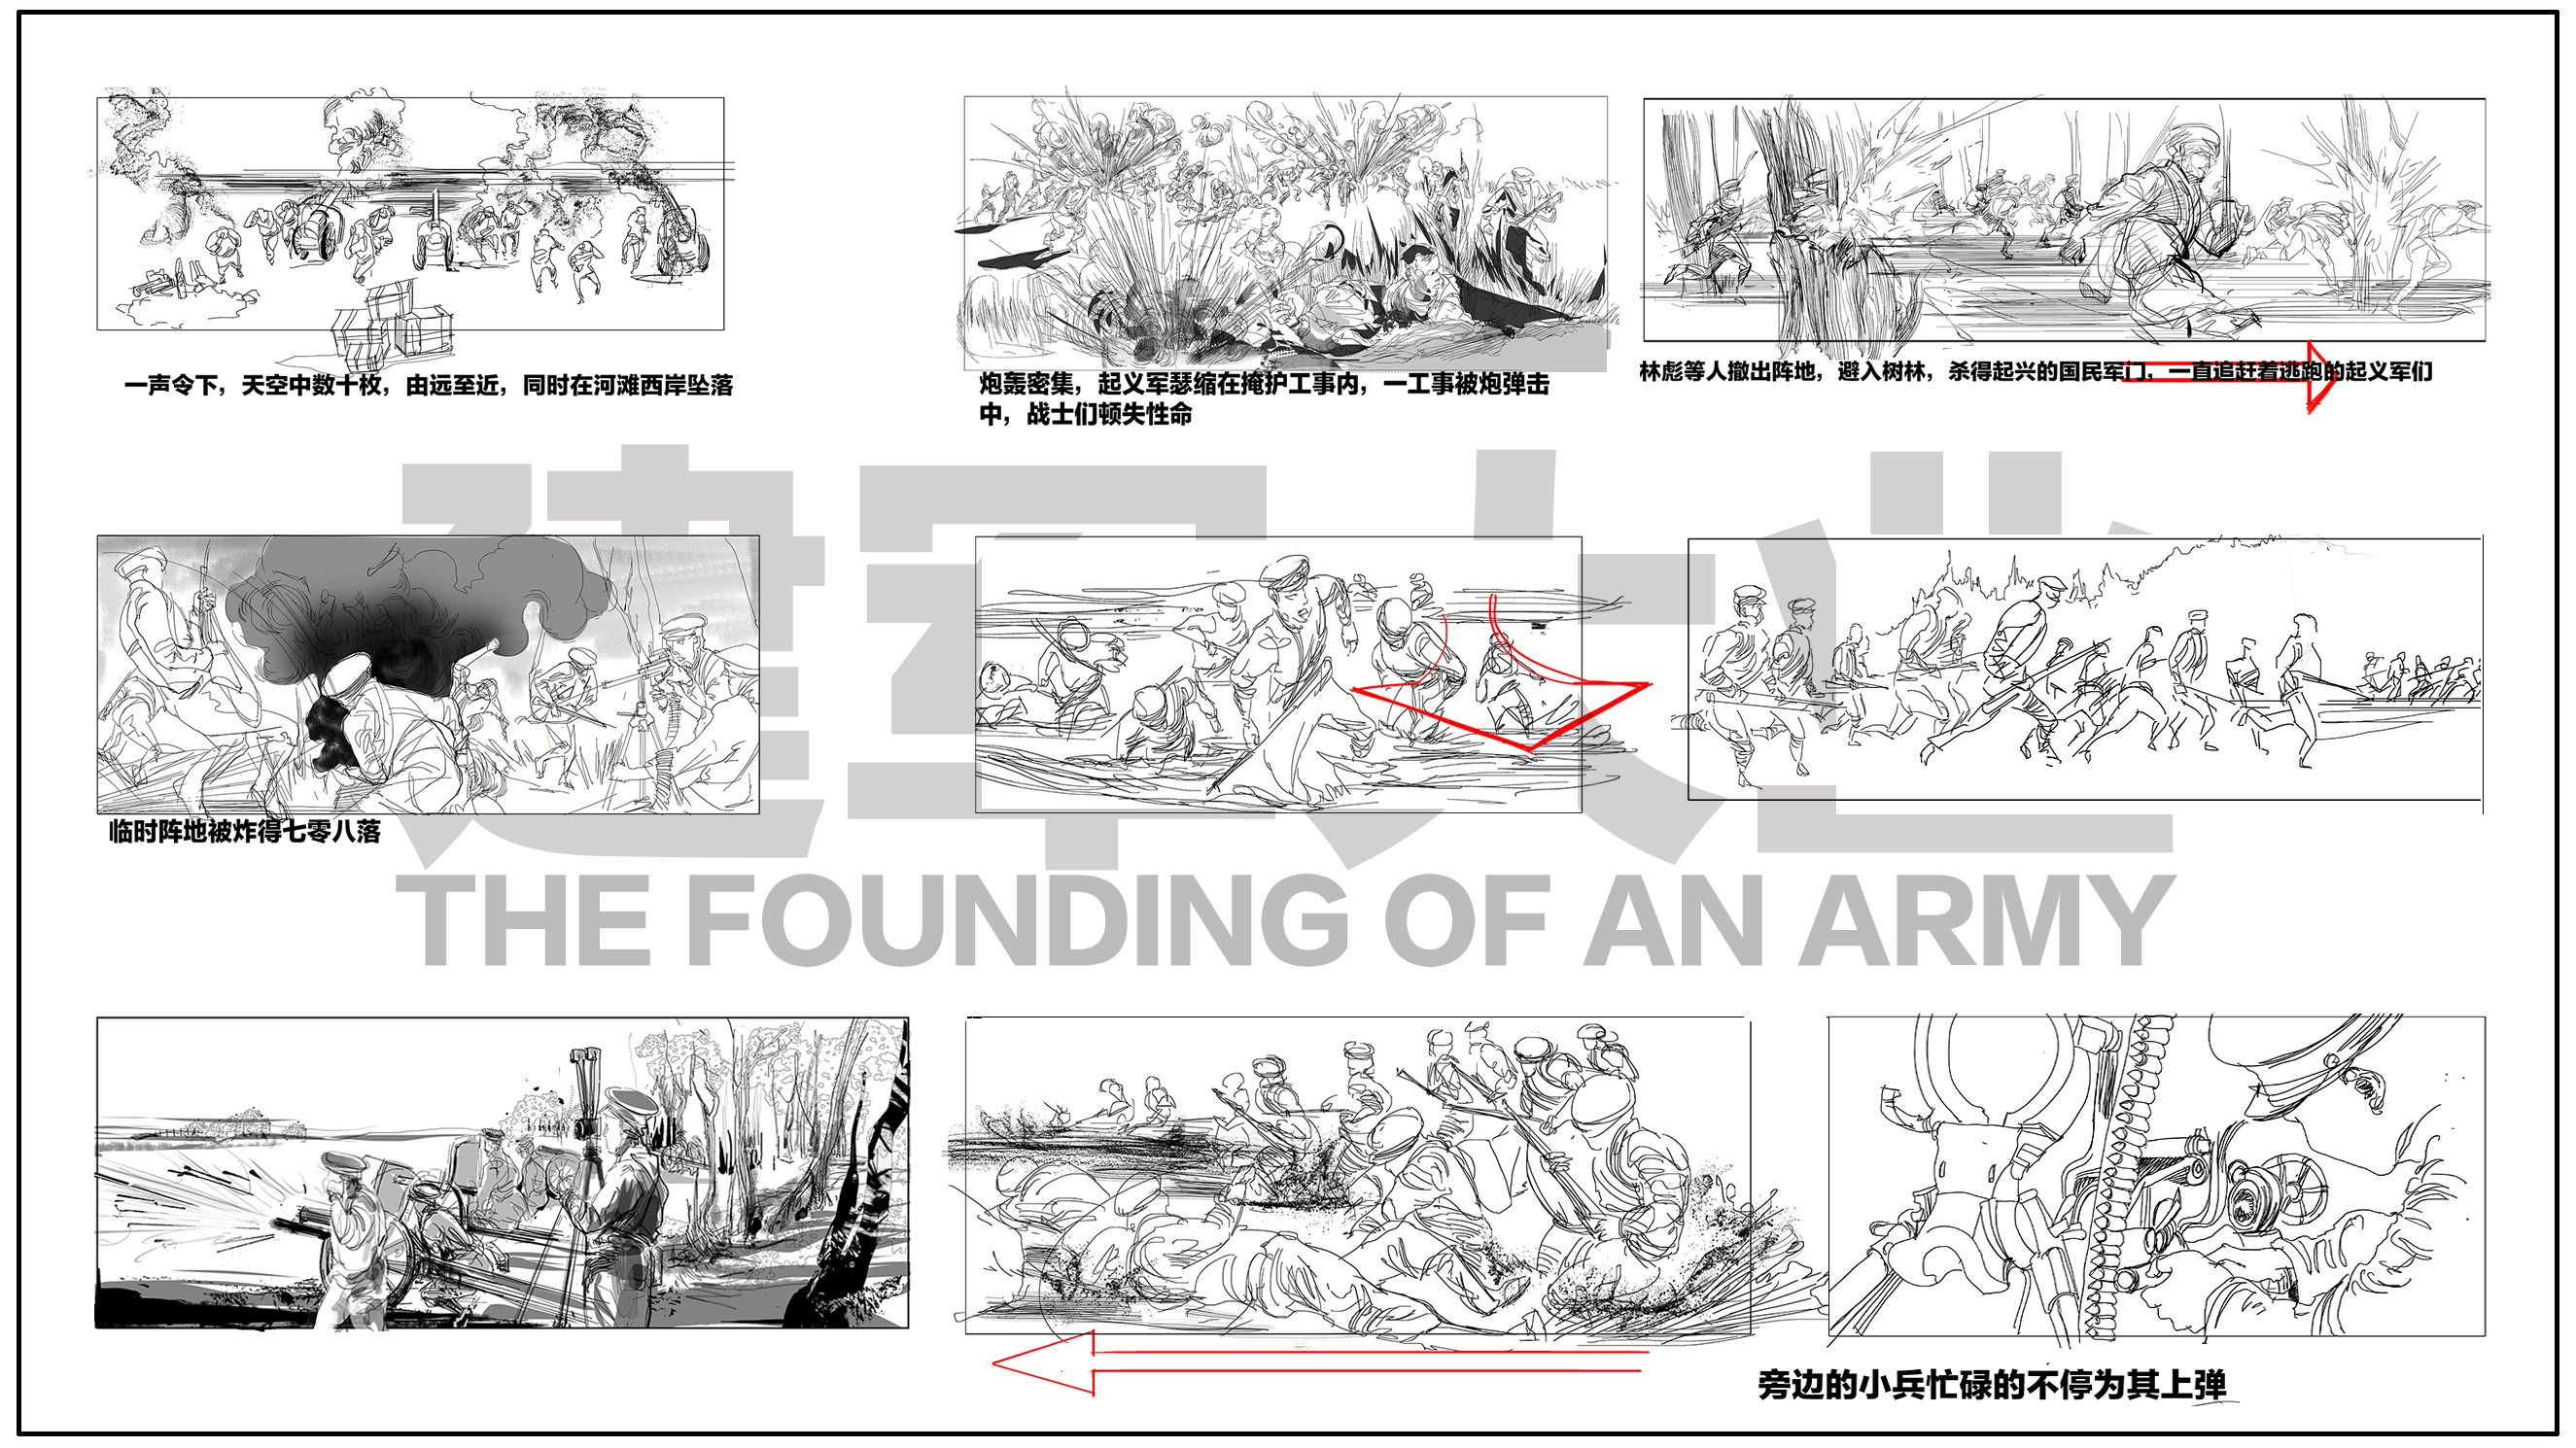 一声令下，天空中数十枚，由远至近，同时在河滩西岸坠落
炮轰密集，起义军瑟缩在掩护工事内，一工事被炮弹击
中，战士们顿失性命
林彪等人撤出阵地，避入树林，杀得起兴的国民军门，一直追赶着逃跑的起义军们
临时阵地被炸得七零八落
建军大业
THE FOUNDING OF AN ARMY
旁边的小兵忙碌的不停为其上弹